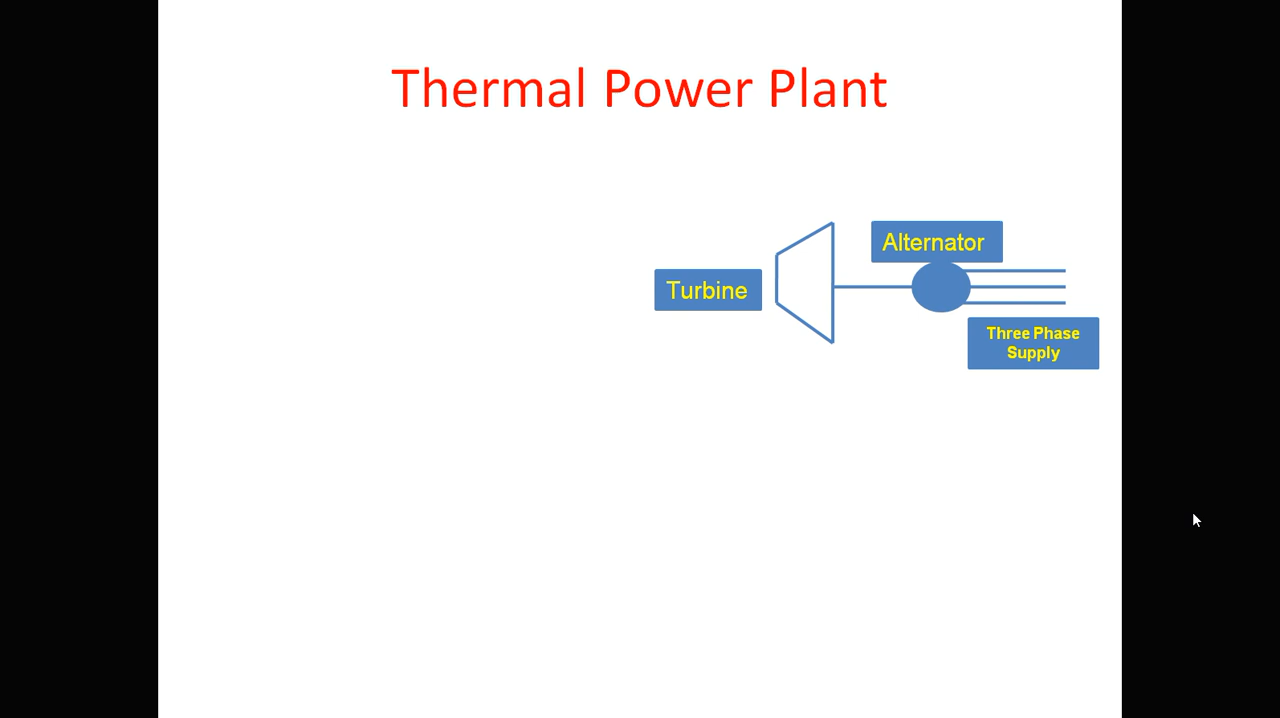 Thermal Power Plant
Alternator
Turbine
Three Phase
Supply